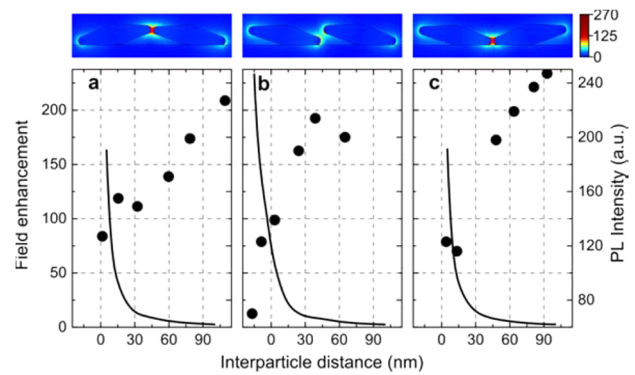 270
125
0
a
b
c
Field enhancement
200
150
100
50
0
240
200
160
120
80
PL Intensity (a.u.)
0 30 60 90
0 30 60 90
0 30 60 90
Interparticle distance (nm)